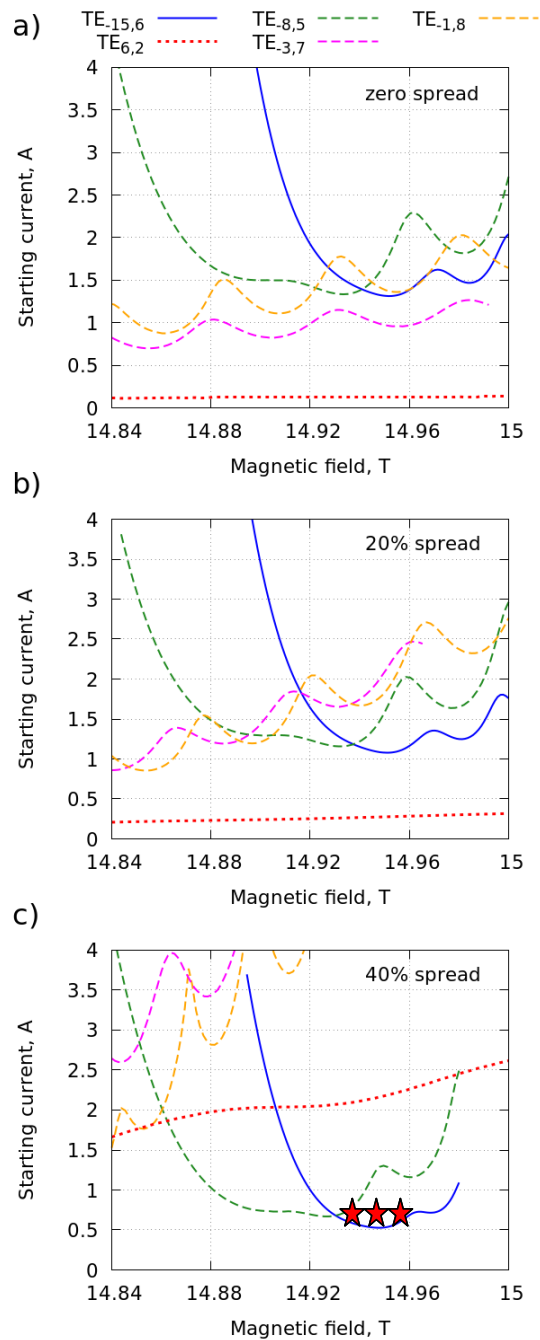 a)
TE-15,6 TE-8,5 TE-1,8
TE6,2 TE-3,7
4
3.5
3
2.5
2
1.5
1
0.5
0
zero spread
Starting current, A
14.84 14.88 14.92 14.96 15
Magnetic field, T
b)
4
3.5
3
2.5
2
1.5
1
0.5
0
20% spread
Starting current, A
14.84 14.88 14.92 14.96 15
Magnetic field, T
c)
4
3.5
3
2.5
2
1.5
1
0.5
0
40% spread
Starting current, A
14.84 14.88 14.92 14.96 15
Magnetic field, T